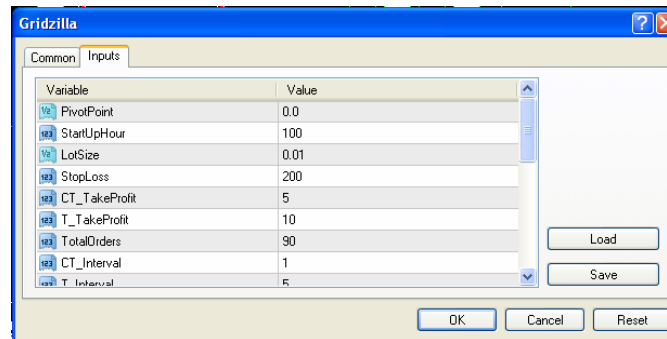 Gridzilla
Common Inputs
Variable Value
PivotPoint 0.0
StartUpHour 100
LotSize 0.01
StopLoss 200
CT_TakeProfit 5
T_TakeProfit 10
TotalOrders 90
CT_Interval 1
T_Interval 5
Load
Save
OK Cancel Reset